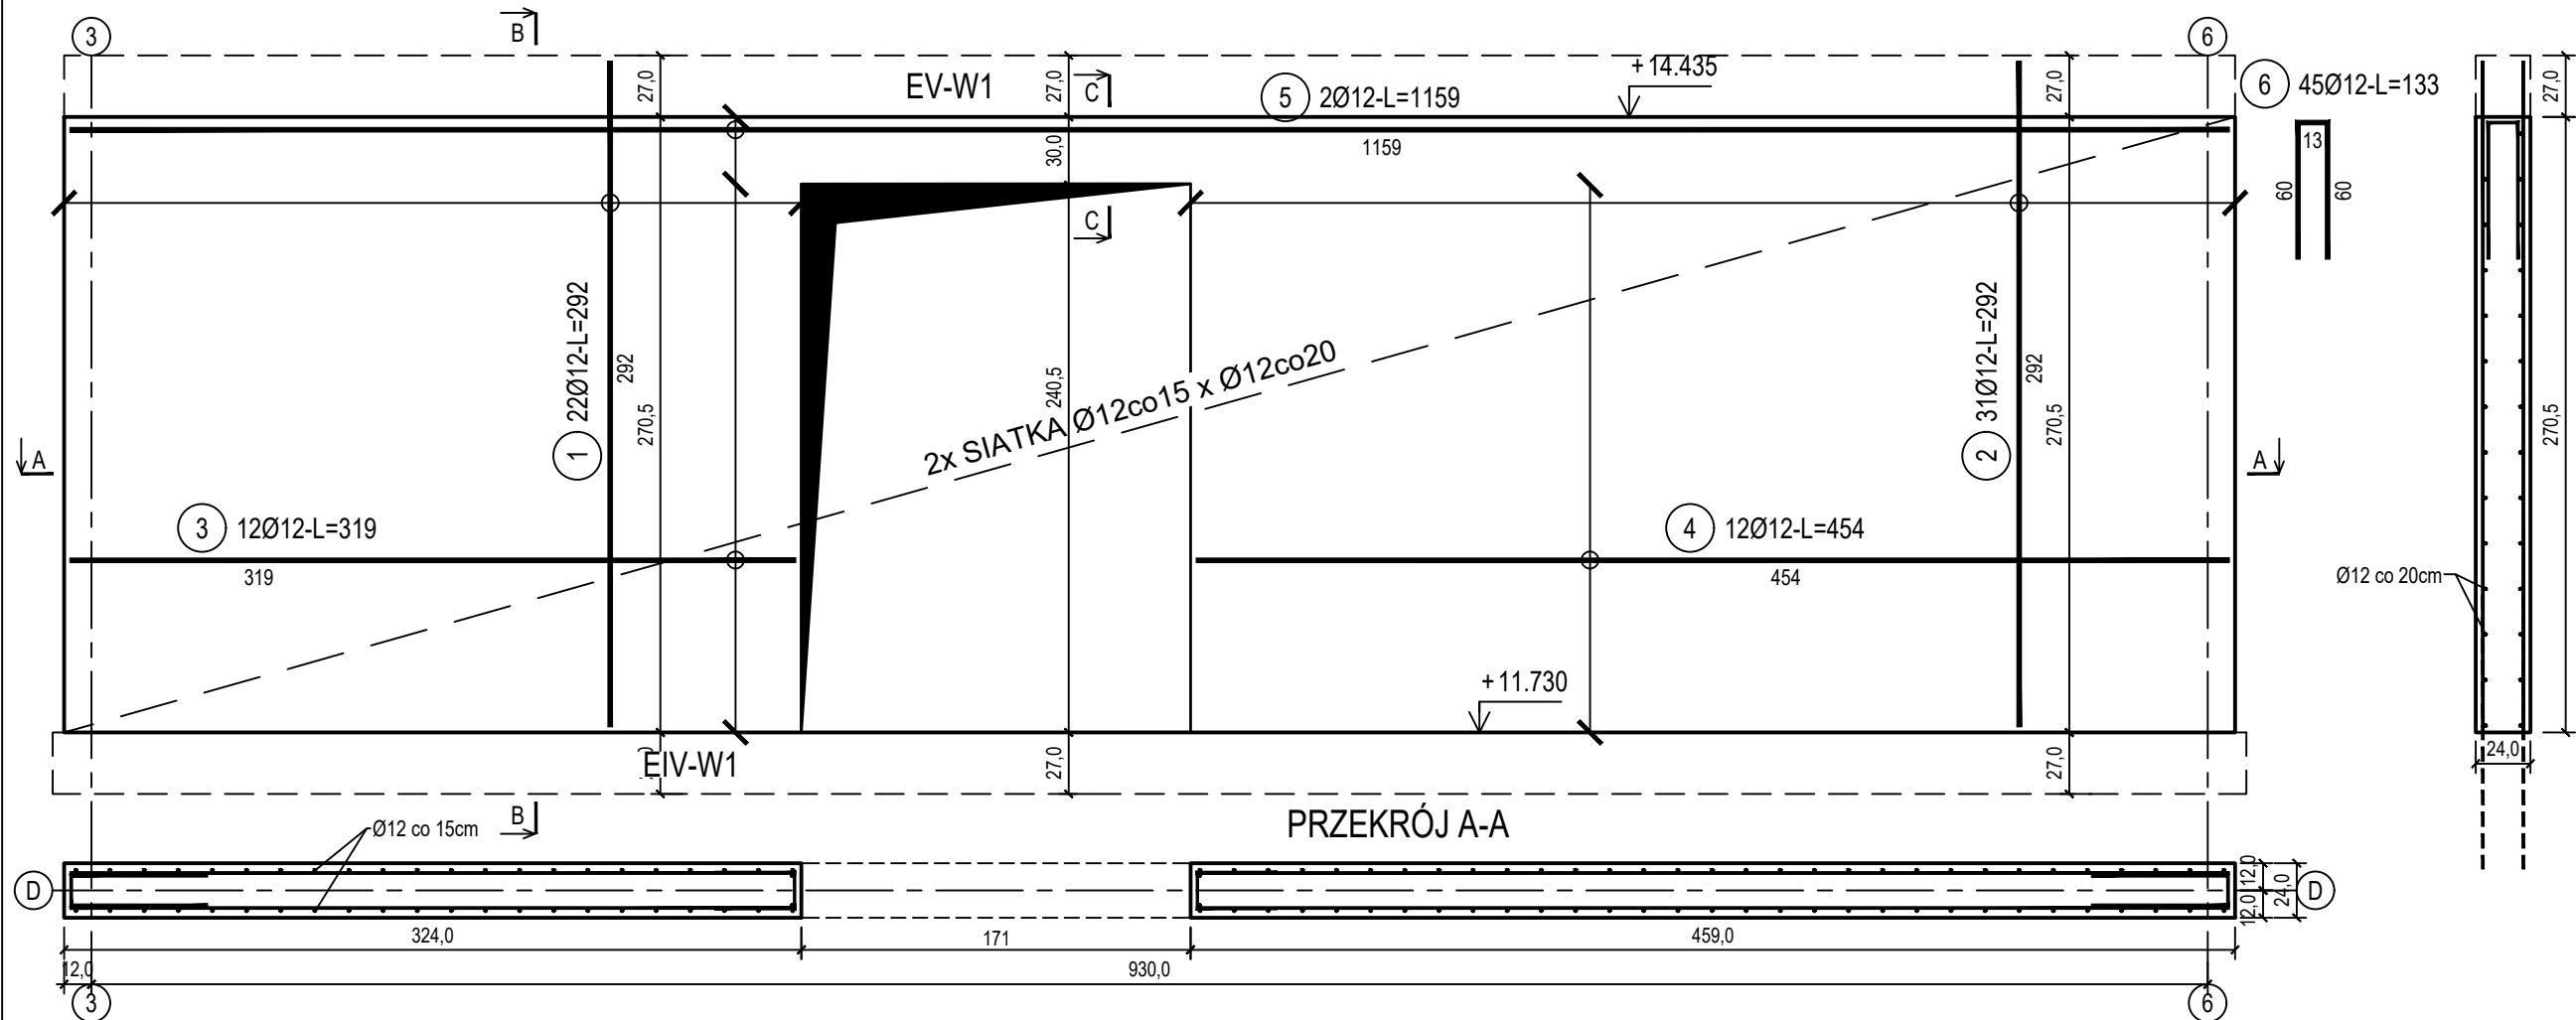 3
B
6
27,0
EV-W1
27,0
C
5 2Ø12-L=1159
+14.435
27,0
6 45Ø12-L=133
27,0
1159
30,0
13
60
60
C
1 22Ø12-L=292
292
270,5
240,5
2x SIATKA Ø12co15 x Ø12co20
2 31Ø12-L=292
292
270,5
270,5
A
A
3 12Ø12-L=319
319
4 12Ø12-L=454
454
Ø12 co 20cm
+11.730
EIV-W1
27,0
27,0
24,0
B
PRZEKRÓJ A-A
Ø12 co 15cm
D
12,0
12,0
24,0
D
324,0
171
459,0
12,0
930,0
3
6